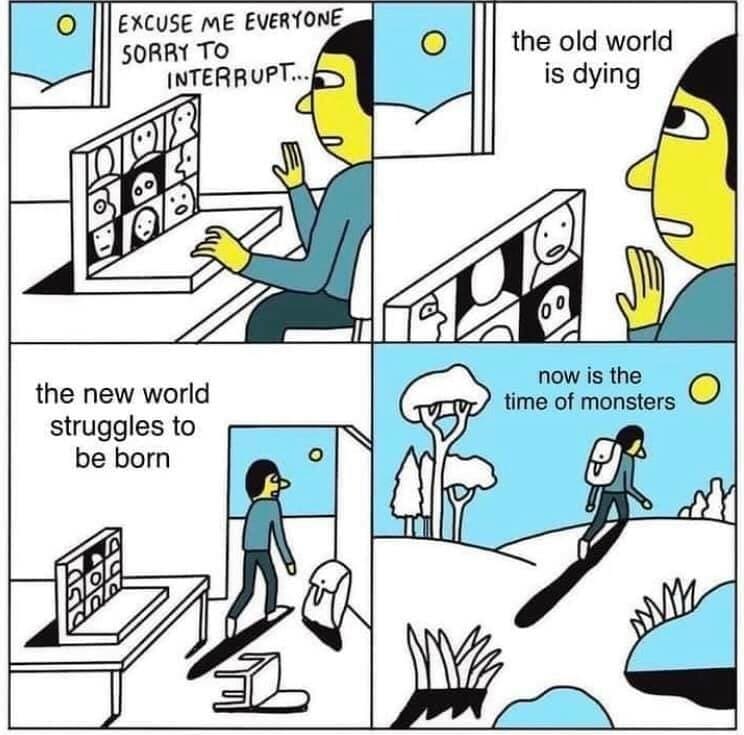 EXCUSE ME EVERYONE
SORRY TO
INTERRUPT...
the old world
is dying
the new world
struggles to
be born
now is the
time of monsters